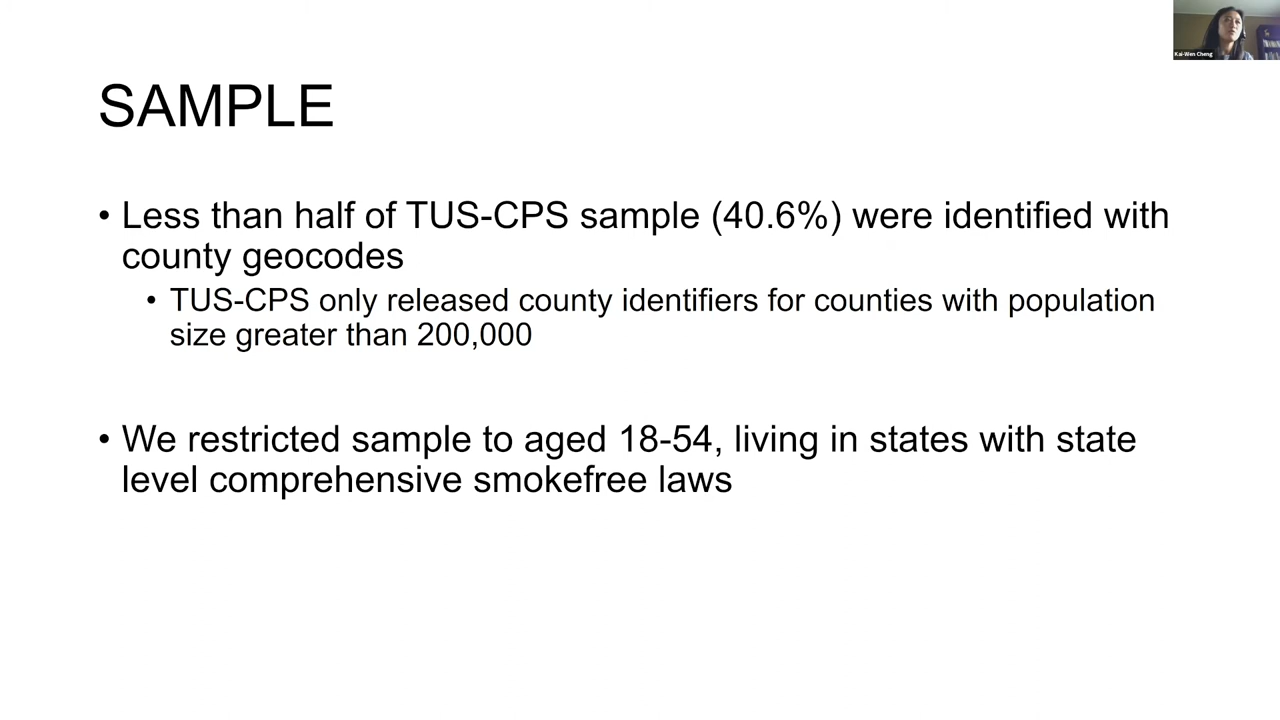 Kai-Wen Cheng
SAMPLE
• Less than half of TUS-CPS sample (40.6%) were identified with
county geocodes
• TUS-CPS only released county identifiers for counties with population
size greater than 200,000
• We restricted sample to aged 18-54, living in states with state
level comprehensive smokefree laws